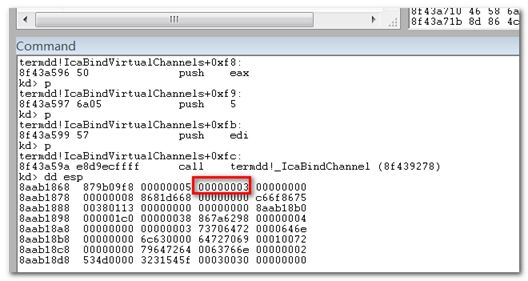 8f43a710 46 58 6a
8f43a71b 8d 86 4c
Command
termdd!IcaBindVirtualChannels+0xf8:
8f43a596 50 push eax
kd> p
termdd!IcaBindVirtualChannels+0xf9:
8f43a597 6a05 push 5
kd> p
termdd!IcaBindVirtualChannels+0xfb:
8f43a599 57 push edi
kd> p
termdd!IcaBindVirtualChannels+0xfc:
8f43a59a e8d9ecffff call termdd!_IcaBindChannel (8f439278)
kd> dd esp
8aab1868 879b09f8 00000005 00000003 00000000
8aab1878 00000008 8681d668 00000000 c66f8675
8aab1888 00380113 00000000 00000000 8aab18b0
8aab1898 000001c0 00000038 867a6298 00000004
8aab18a8 00000000 00000003 73706472 0000646e
8aab18b8 00000000 6c630000 64727069 00010072
8aab18c8 00000000 79647264 0063766e 00000002
8aab18d8 534d0000 3231545f 00030030 00000000